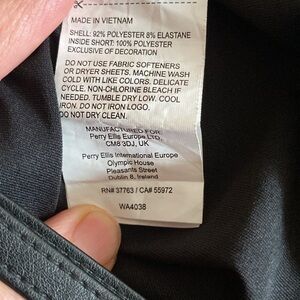 MADE IN VIETNAM
SHELL: 92% POLYESTER 8% ELASTANE
INSIDE SHORT: 100% POLYESTER
EXCLUSIVE OF DECORATION
DO NOT USE FABRIC SOFTENERS
OR DRYER SHEETS. MACHINE WASH
COLD WITH LIKE COLORS. DELICATE
CYCLE. NON-CHLORINE BLEACH IF
NEEDED. TUMBLE DRY LOW. COOL
IRON. DO NOT IRON LOGO.
DO NOT DRY CLEAN.
MANUFACTURED FOR
Perry Ellis Europe LTD
CM8 3DJ, UK
Perry Ellis International Europe
Olympic House
Pleasants Street
Dublin 8, Ireland
RN# 37763 / CA# 55972
WA4038